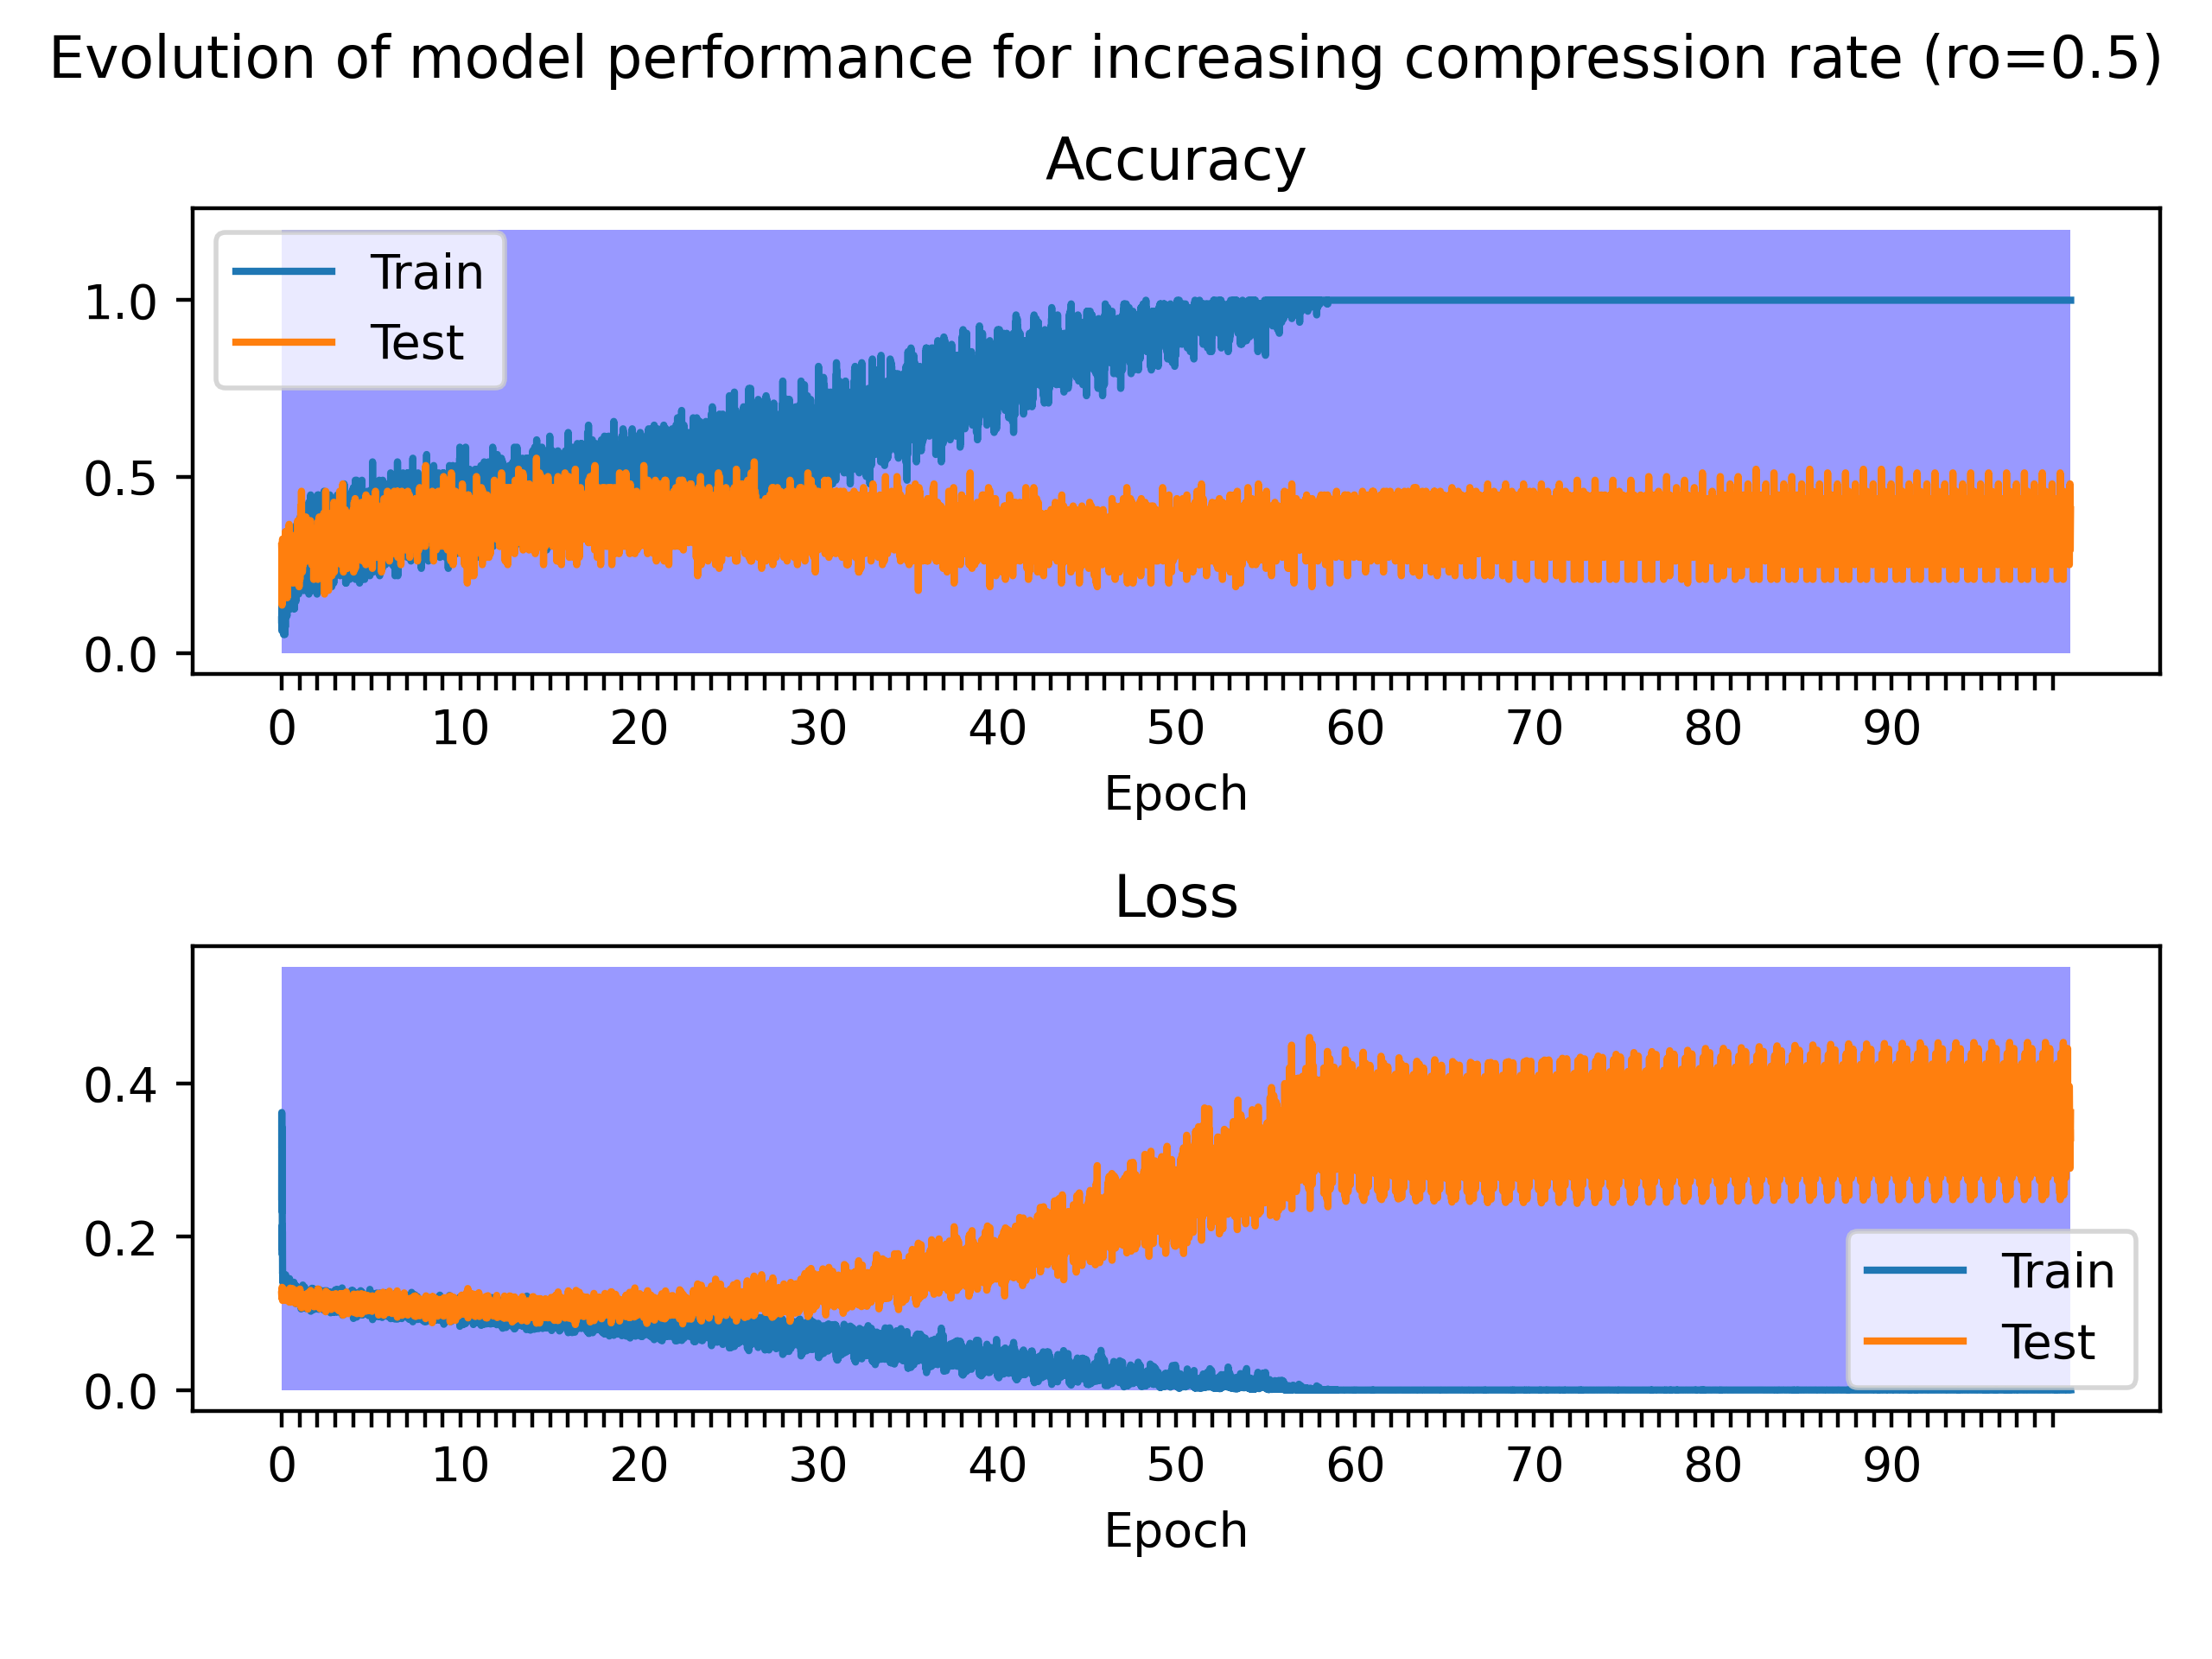 Evolution of model performance for increasing compression rate (ro=0.5)
Accuracy
Train
Test
1.0
0.5
0.0
0 10 20 30 40 50 60 70 80 90
Epoch
Loss
0.4
0.2
0.0
Train
Test
0 10 20 30 40 50 60 70 80 90
Epoch